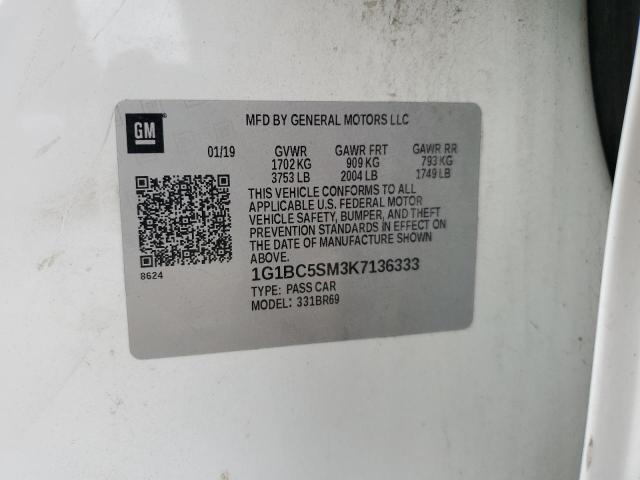 GM
MFD BY GENERAL MOTORS LLC
01/19 GVWR GAWR FRT GAWR RR
1702 KG 909 KG 793 KG
3753 LB 2004 LB 1749 LB
THIS VEHICLE CONFORMS TO ALL
APPLICABLE U.S. FEDERAL MOTOR
VEHICLE SAFETY, BUMPER, AND THEFT
PREVENTION STANDARDS IN EFFECT ON
THE DATE OF MANUFACTURE SHOWN
ABOVE.
8624
1G1BC5SM3K7136333
TYPE: PASS CAR
MODEL: 331BR69